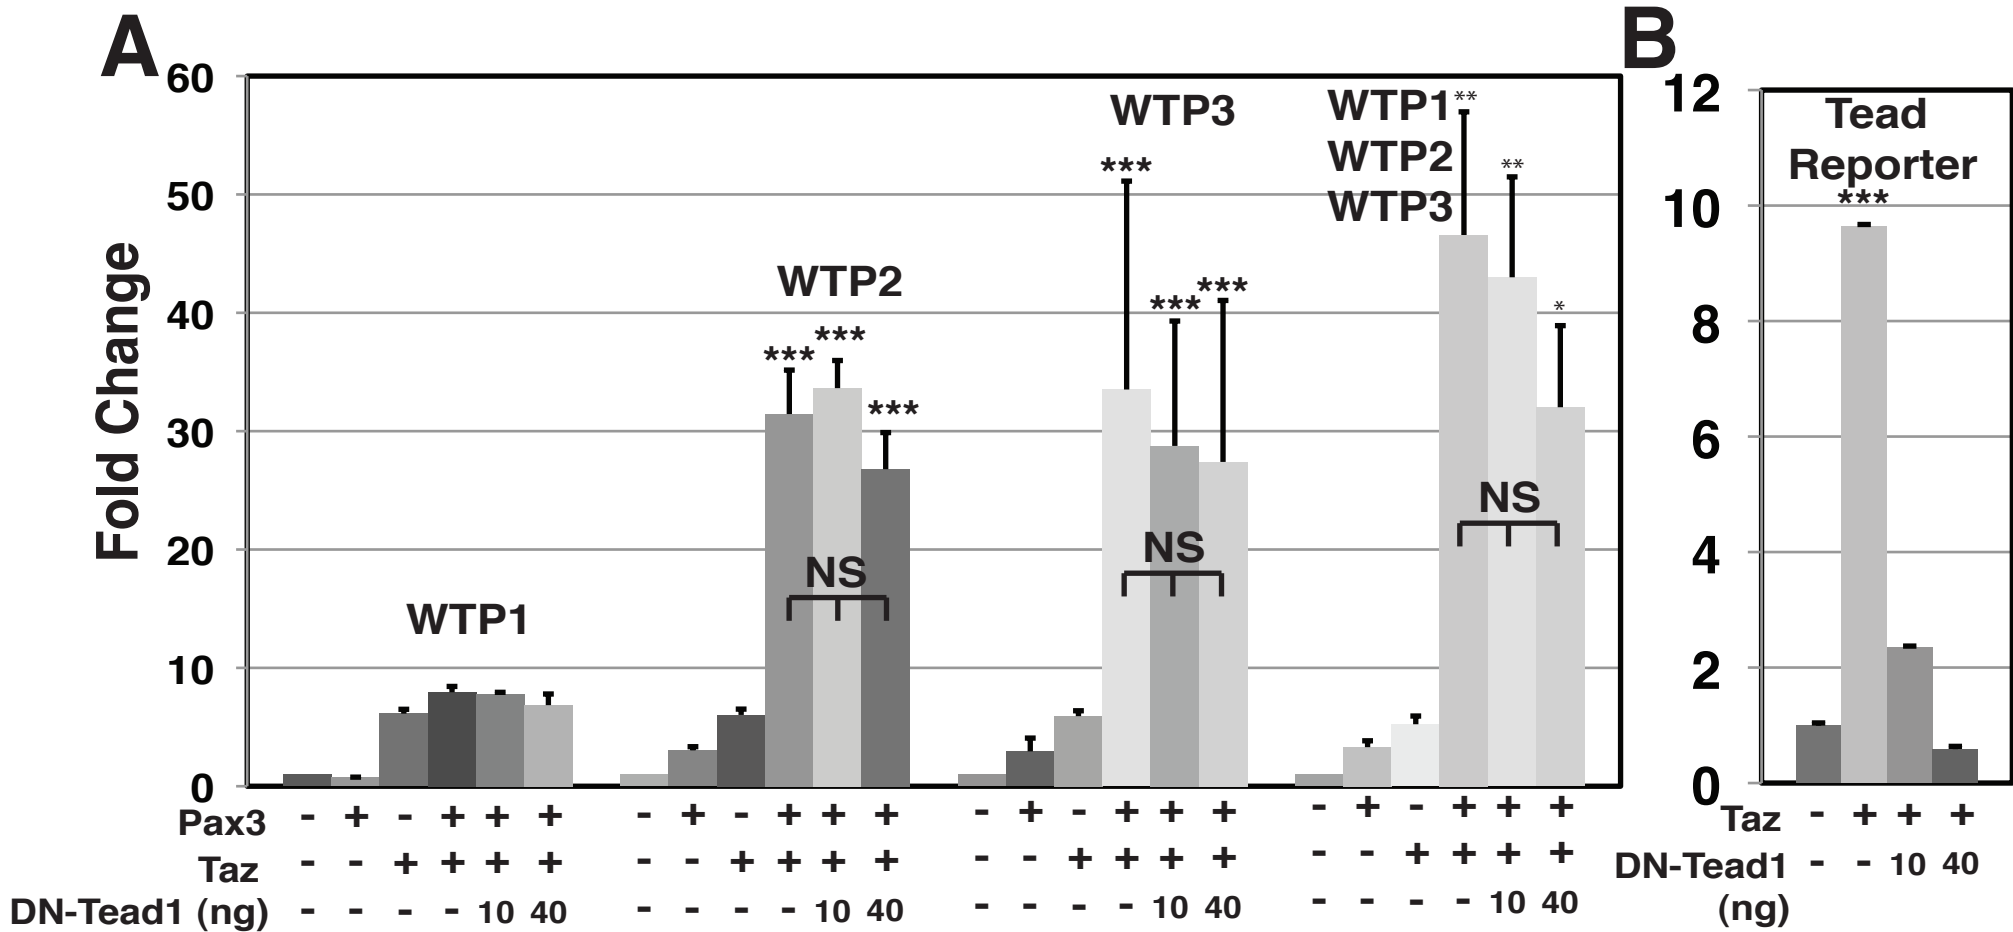 A
B
60
50
40
30
20
10
0
Fold Change
WTP1
WTP2
***
***
***
NS
WTP3
***
***
***
NS
WTP1
WTP2
WTP3
**
**
*
NS
Pax3 - + - + + + - + - + + + - + - + + + - + - + + +
Taz - - + + + + - - + + + + - - + + + + - - + + + +
DN-Tead1 (ng) - - - - 10 40 - - - - 10 40 - - - - 10 40 - - - - 10 40
12
10
8
6
4
2
0
Tead
Reporter
***
Taz - + + +
DN-Tead1 - - 10 40
(ng)